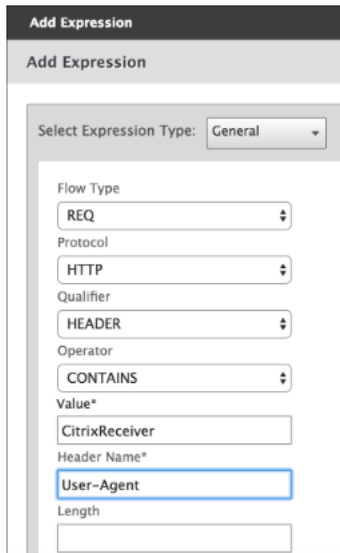 Add Expression
Add Expression
Select Expression Type: General
Flow Type
REQ
Protocol
HTTP
Qualifier
HEADER
Operator
CONTAINS
Value*
CitrixReceiver
Header Name*
User-Agent
Length